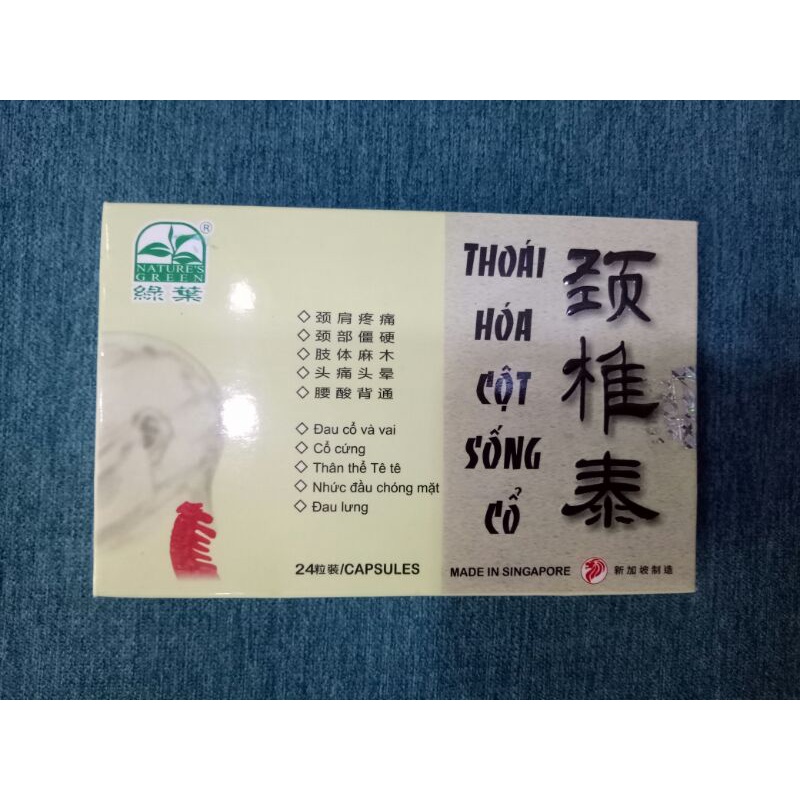 ®
NATURE'S
GREEN
綠葉
◇ 颈肩疼痛
◇ 颈部僵硬
◇ 肢体麻木
◇ 头痛头晕
◇ 腰酸背通
◇ Đau cổ và vai
◇ Cổ cứng
◇ Thân thể Tê tê
◇ Nhức đầu chóng mặt
◇ Đau lưng
24粒裝/CAPSULES
THOÁI
HÓA
CỘT
SỐNG
CỔ
颈椎泰
MADE IN SINGAPORE
新加坡制造